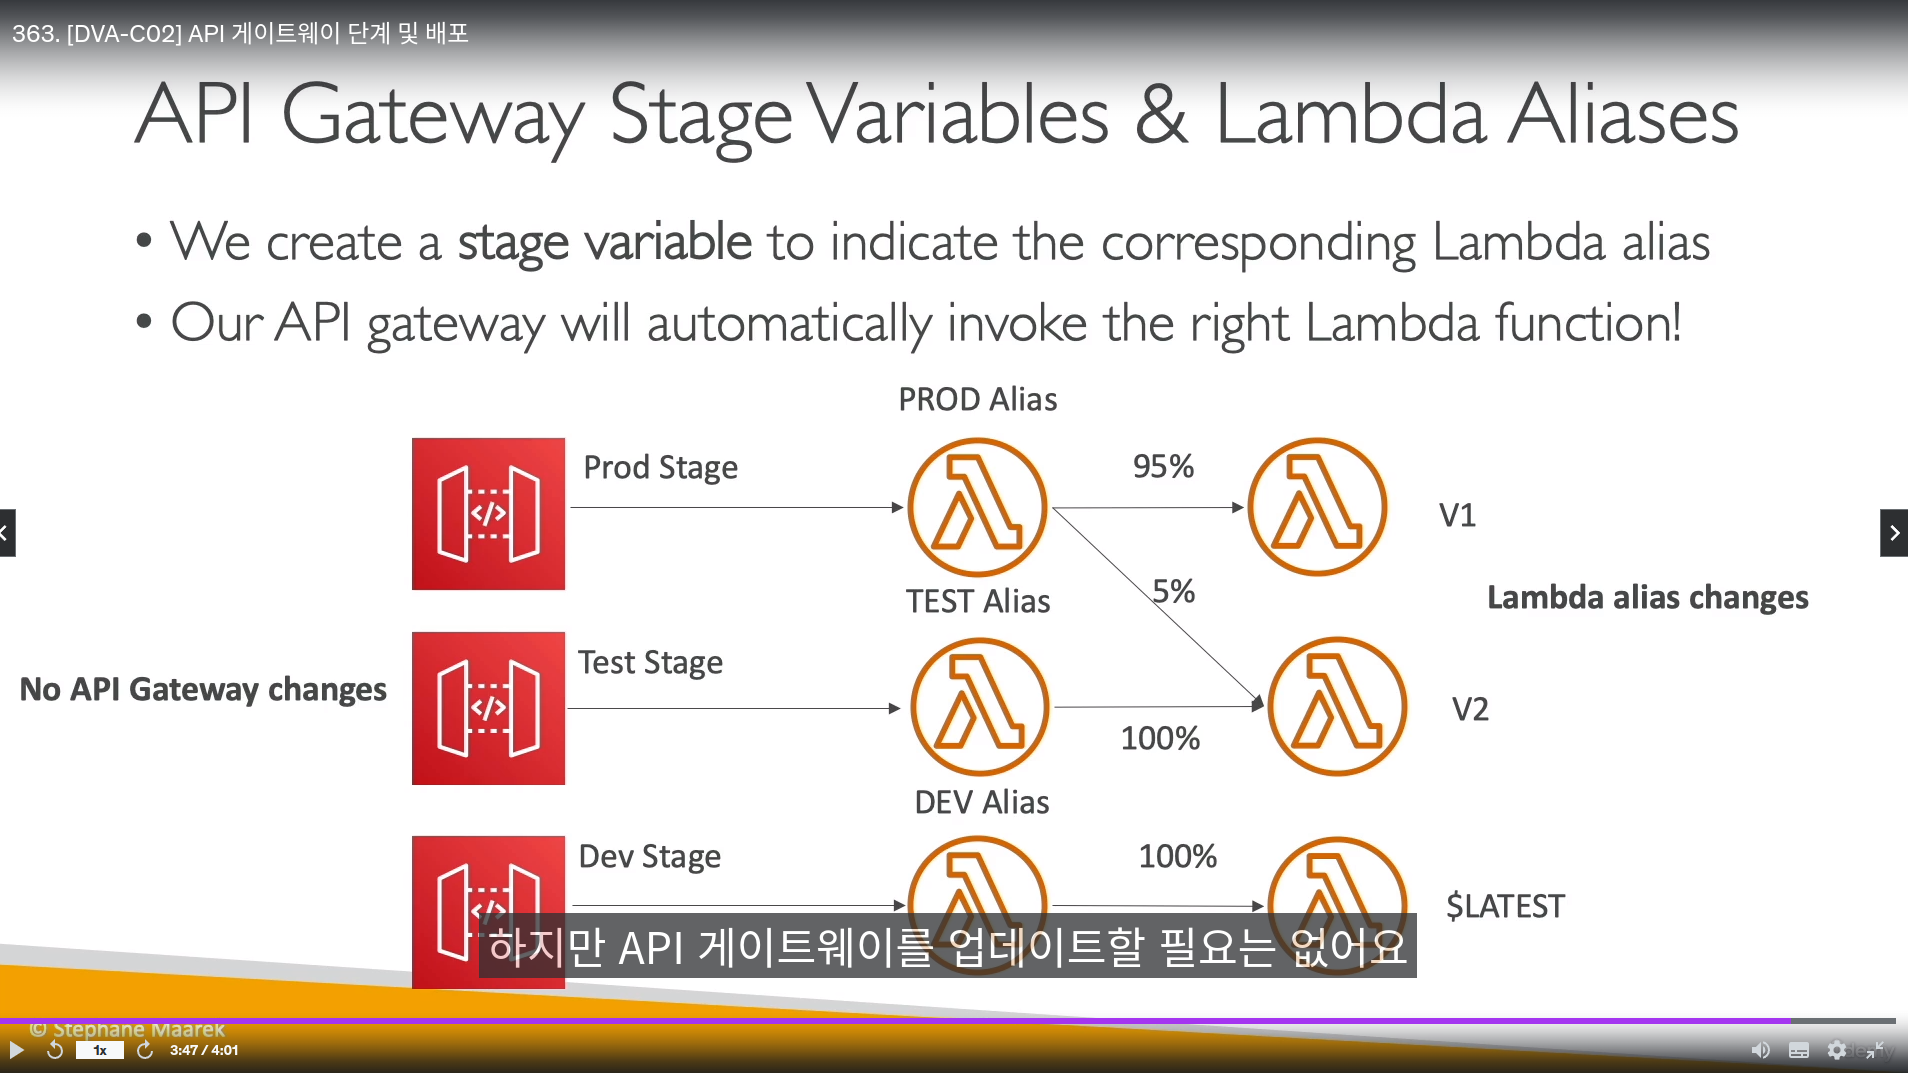 363. [DVA-C02] API 게이트웨이 단계 및 배포
API Gateway Stage Variables & Lambda Aliases
• We create a stage variable to indicate the corresponding Lambda alias
• Our API gateway will automatically invoke the right Lambda function!
PROD Alias
Prod Stage
95%
V1
</>
TEST Alias
5%
Lambda alias changes
Test Stage
No API Gateway changes
</>
V2
100%
DEV Alias
Dev Stage
100%
</>
$LATEST
하지만 API 게이트웨이를 업데이트할 필요는 없어요
© Stephane Maarek
1x
3:47 / 4:01